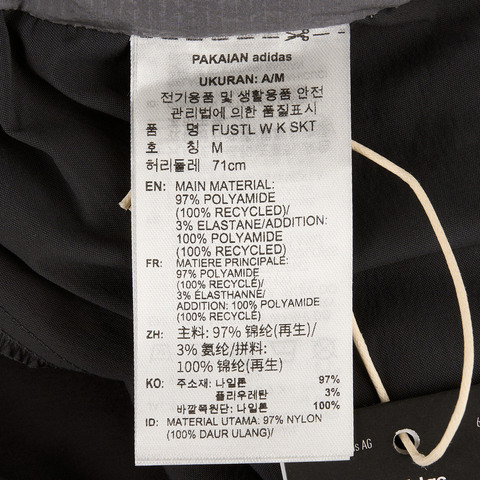 PAKAIAN adidas
UKURAN: A/M
전기용품 및 생활용품 안전
관리법에 의한 품질표시
품 명 FUSTL W K SKT
호 칭 M
허리둘레 71cm
EN: MAIN MATERIAL:
97% POLYAMIDE
(100% RECYCLED)/
3% ELASTANE/ADDITION:
100% POLYAMIDE
(100% RECYCLED)
FR: MATIERE PRINCIPALE:
97% POLYAMIDE
(100% RECYCLÉ)/
3% ÉLASTHANNE/
ADDITION: 100% POLYAMIDE
(100% RECYCLÉ)
ZH: 主料: 97% 锦纶(再生)/
3% 氨纶/拼料:
100% 锦纶(再生)
KO: 주소재: 나일론 97%
폴리우레탄 3%
바깥쪽원단: 나일론 100%
ID: MATERIAL UTAMA: 97% NYLON
(100% DAUR ULANG)/
AG